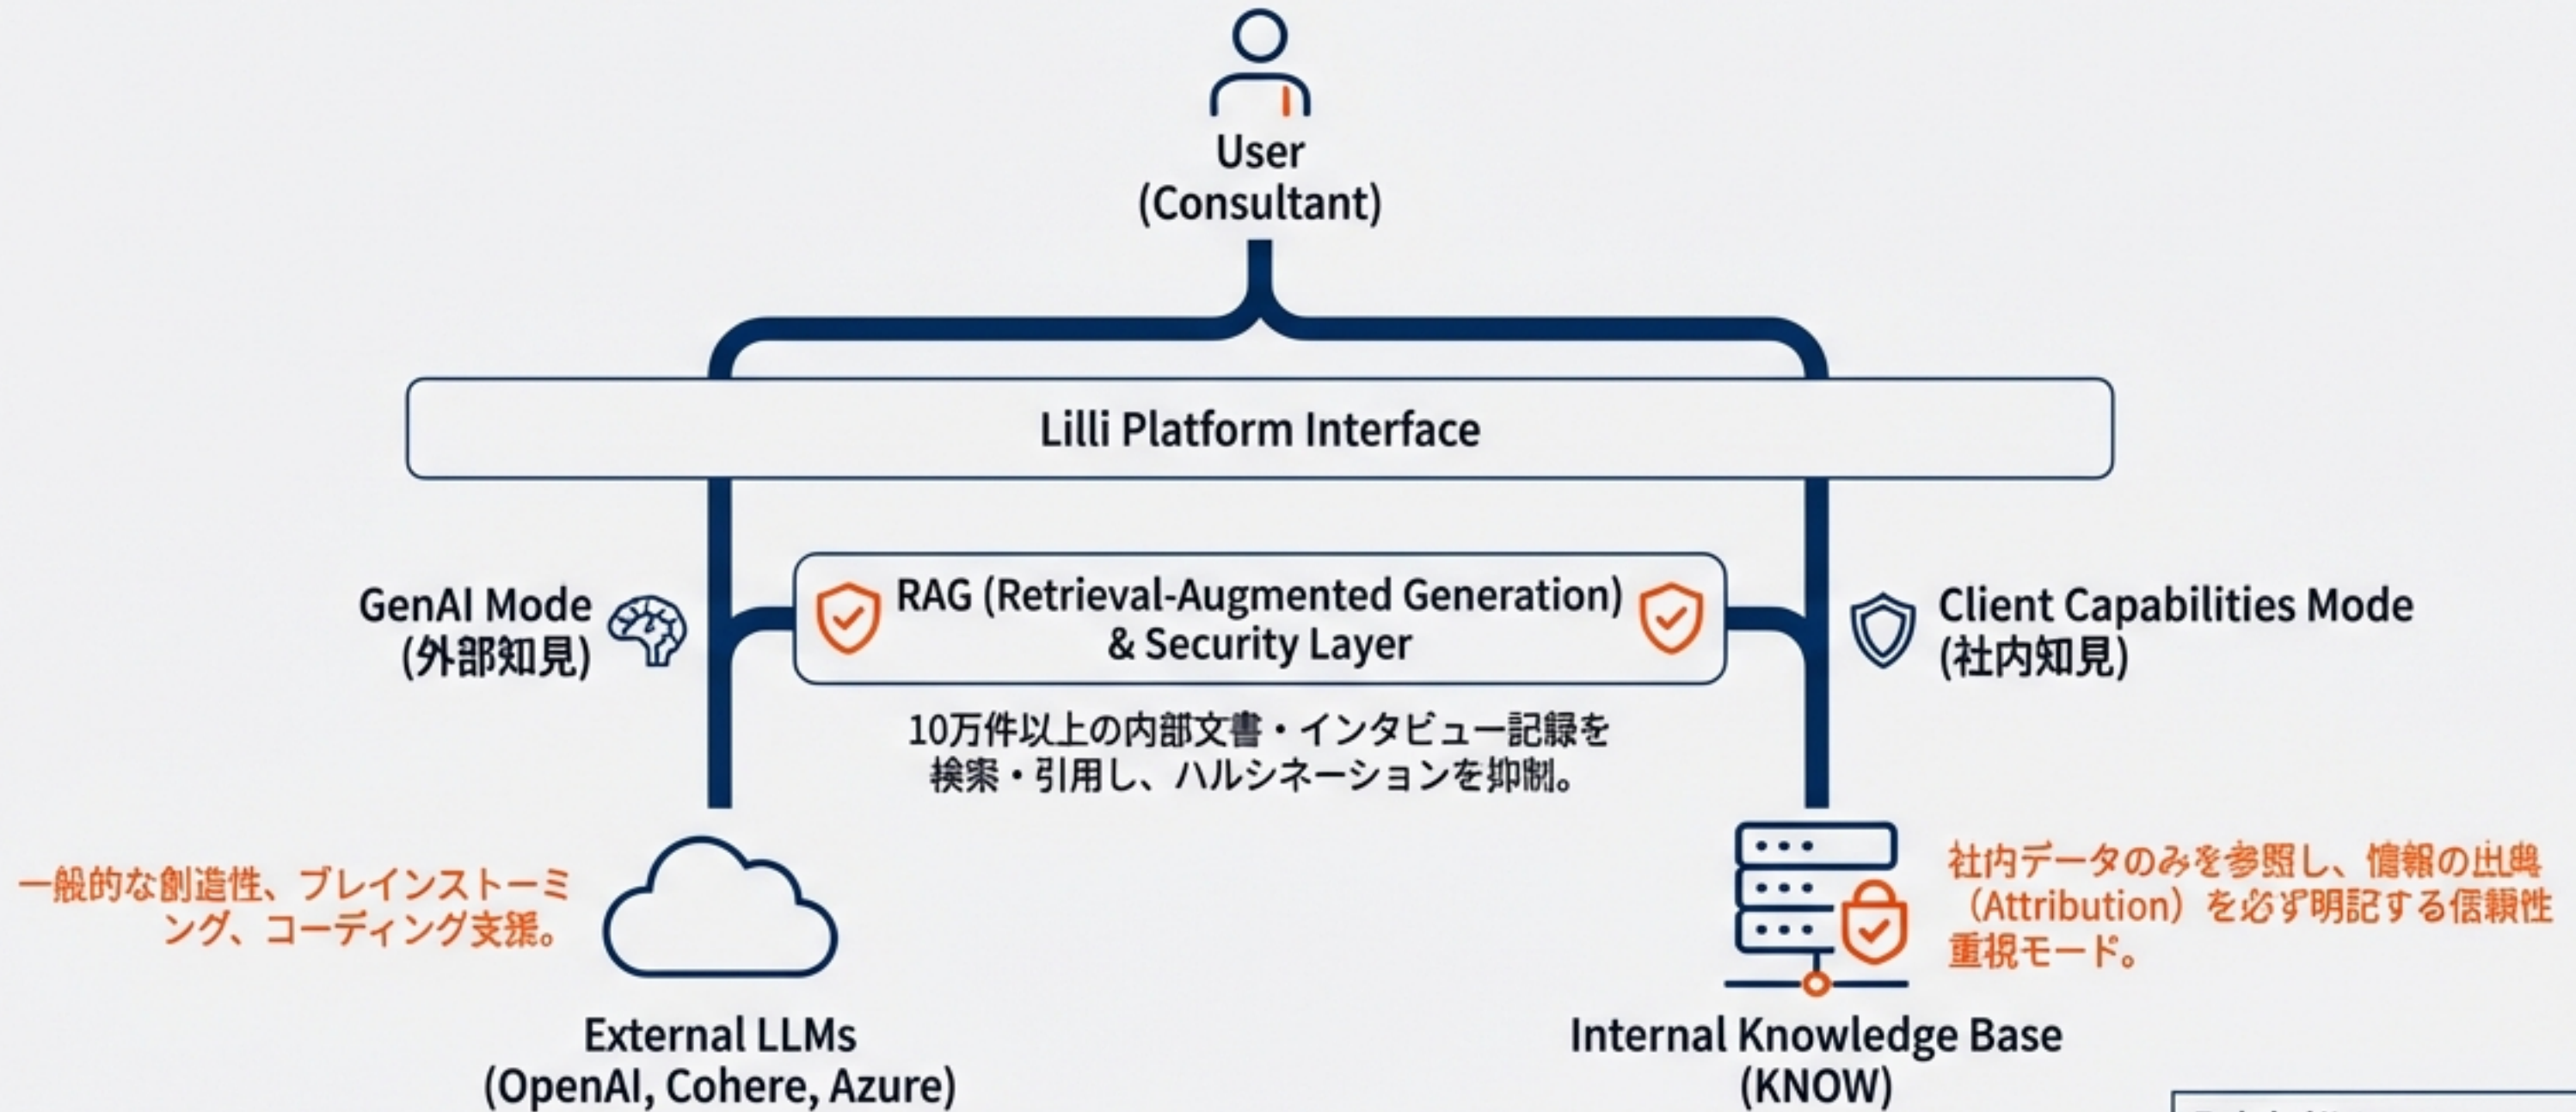 User
(Consultant)
Lilli Platform Interface
GenAI Mode
(外部知見)
RAG (Retrieval-Augmented Generation)
& Security Layer
Client Capabilities Mode
(社内知見)
10万件以上の内部文書・インタビュー記録を
検索・引用し、ハルシネーションを抑制。
一般的な創造性、ブレインストーミ
ング、コーディング支援。
社内データのみを参照し、情報の出典
（Attribution）を必ず明記する信頼性
重視モード。
External LLMs
(OpenAI, Cohere, Azure)
Internal Knowledge Base
(KNOW)